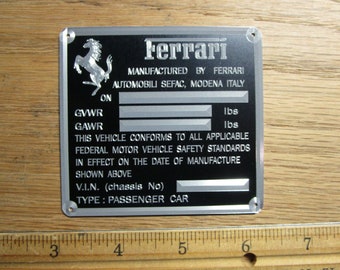 Ferrari
MANUFACTURED BY FERRARI
AUTOMOBILI SEFAC, MODENA ITALY
ON
GVWR lbs
GAWR lbs
THIS VEHICLE CONFORMS TO ALL APPLICABLE
FEDERAL MOTOR VEHICLE SAFETY STANDARDS
IN EFFECT ON THE DATE OF MANUFACTURE
SHOWN ABOVE
V.I.N. (chassis No)
TYPE: PASSENGER CAR
2 3 4 5 6 7